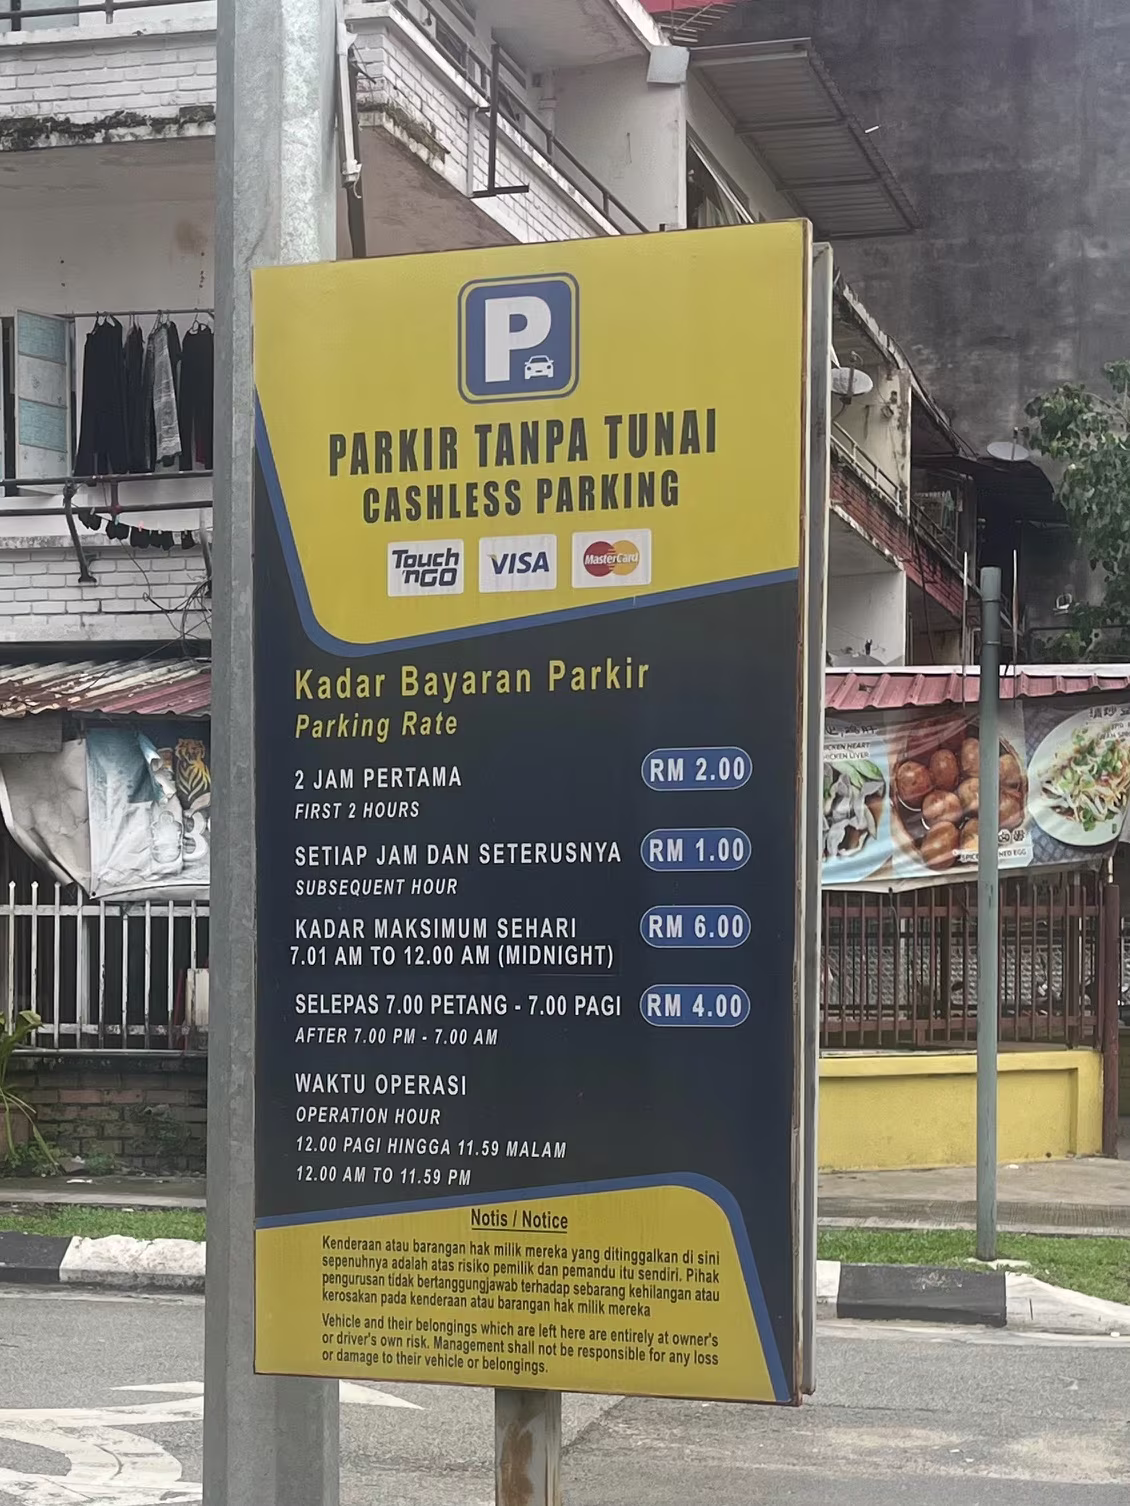 P
PARKIR TANPA TUNAI
CASHLESS PARKING
Touch 'n GO VISA MasterCard
Kadar Bayaran Parkir
Parking Rate
2 JAM PERTAMA RM 2.00
FIRST 2 HOURS
SETIAP JAM DAN SETERUSNYA RM 1.00
SUBSEQUENT HOUR
KADAR MAKSIMUM SEHARI RM 6.00
7.01 AM TO 12.00 AM (MIDNIGHT)
SELEPAS 7.00 PETANG - 7.00 PAGI RM 4.00
AFTER 7.00 PM - 7.00 AM
WAKTU OPERASI
OPERATION HOUR
12.00 PAGI HINGGA 11.59 MALAM
12.00 AM TO 11.59 PM
Notis / Notice
Kenderaan atau barangan hak milik mereka yang ditinggalkan di sini
sepenuhnya adalah atas risiko pemilik dan pemandu itu sendiri. Pihak
pengurusan tidak bertanggungjawab terhadap sebarang kehilangan atau
kerosakan pada kenderaan atau barangan hak milik mereka
Vehicle and their belongings which are left here are entirely at owner's
or driver's own risk. Management shall not be responsible for any loss
or damage to their vehicle or belongings.
CHICKEN LIVER